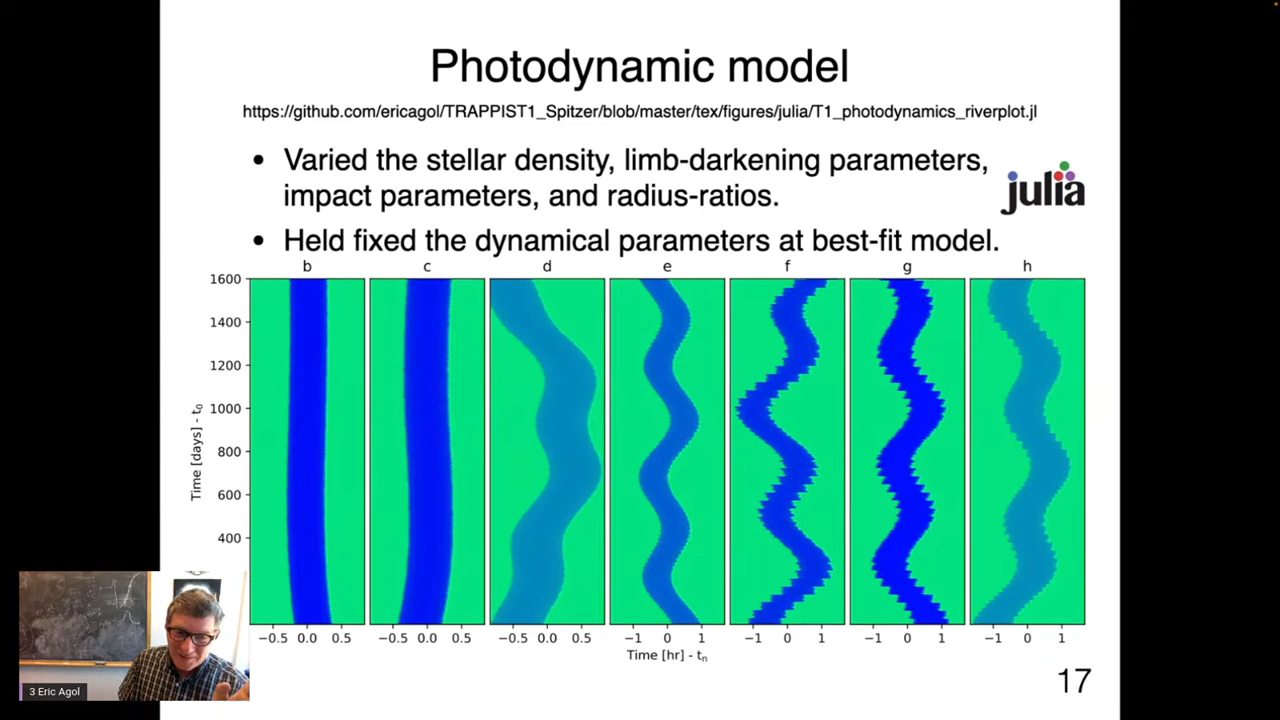 Photodynamic model
https://github.com/ericagol/TRAPPIST1_Spitzer/blob/master/tex/figures/julia/T1_photodynamics_riverplot.jl
• Varied the stellar density, limb-darkening parameters,
impact parameters, and radius-ratios.
julia
• Held fixed the dynamical parameters at best-fit model.
b c d e f g h
1600
1400
1200
1000
800
600
400
Time [days] - t₀
−0.5 0.0 0.5 −0.5 0.0 0.5 −0.5 0.0 0.5 −1 0 1 −1 0 1 −1 0 1 −1 0 1
Time [hr] - tₙ
3 Eric Agol
17